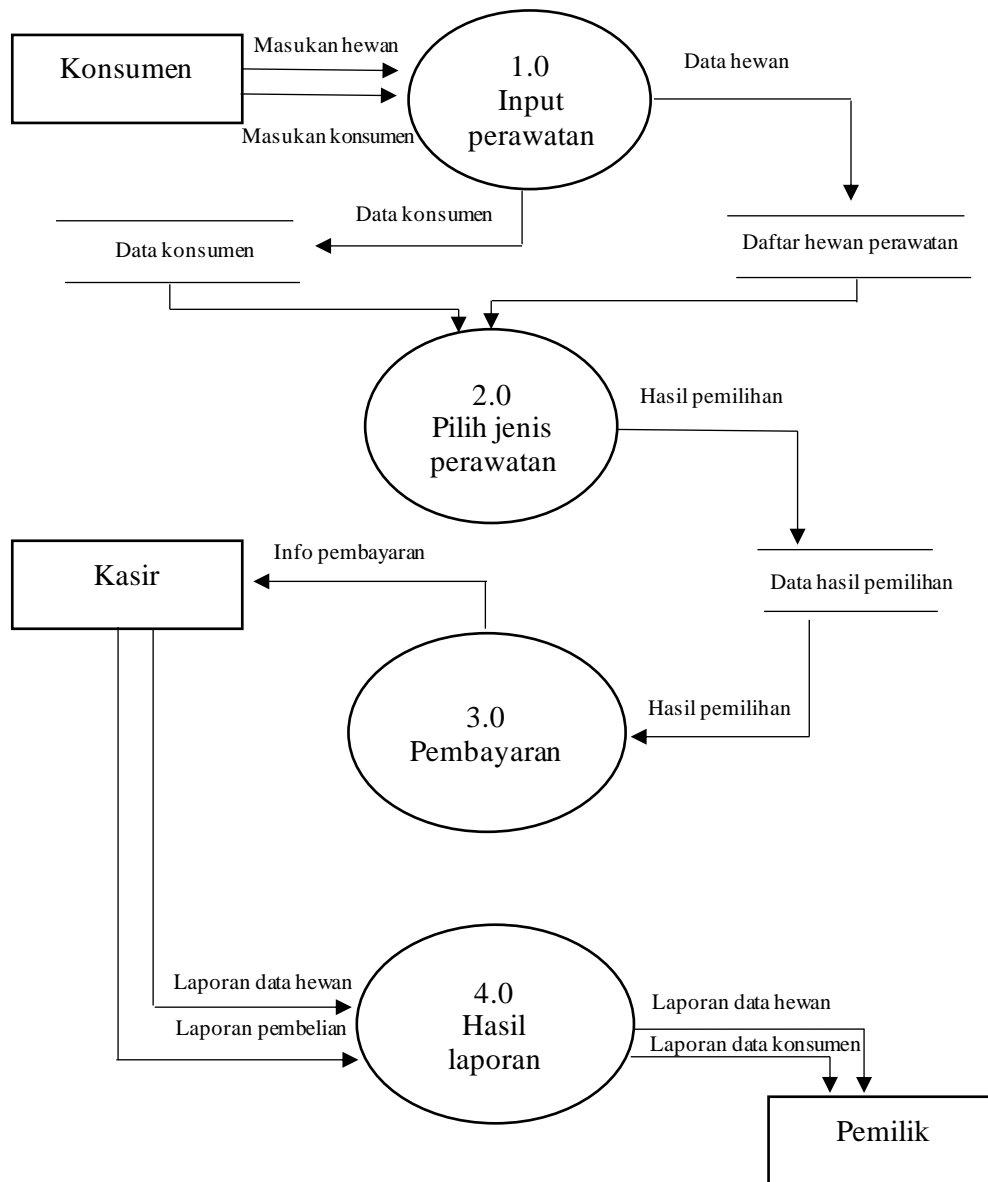 Konsumen
Masukan hewan
Masukan konsumen
1.0
Input
perawatan
Data hewan
Data konsumen
Data konsumen
Daftar hewan perawatan
2.0
Pilih jenis
perawatan
Hasil pemilihan
Kasir
Info pembayaran
Data hasil pemilihan
3.0
Pembayaran
Hasil pemilihan
Laporan data hewan
Laporan pembelian
4.0
Hasil
laporan
Laporan data hewan
Laporan data konsumen
Pemilik